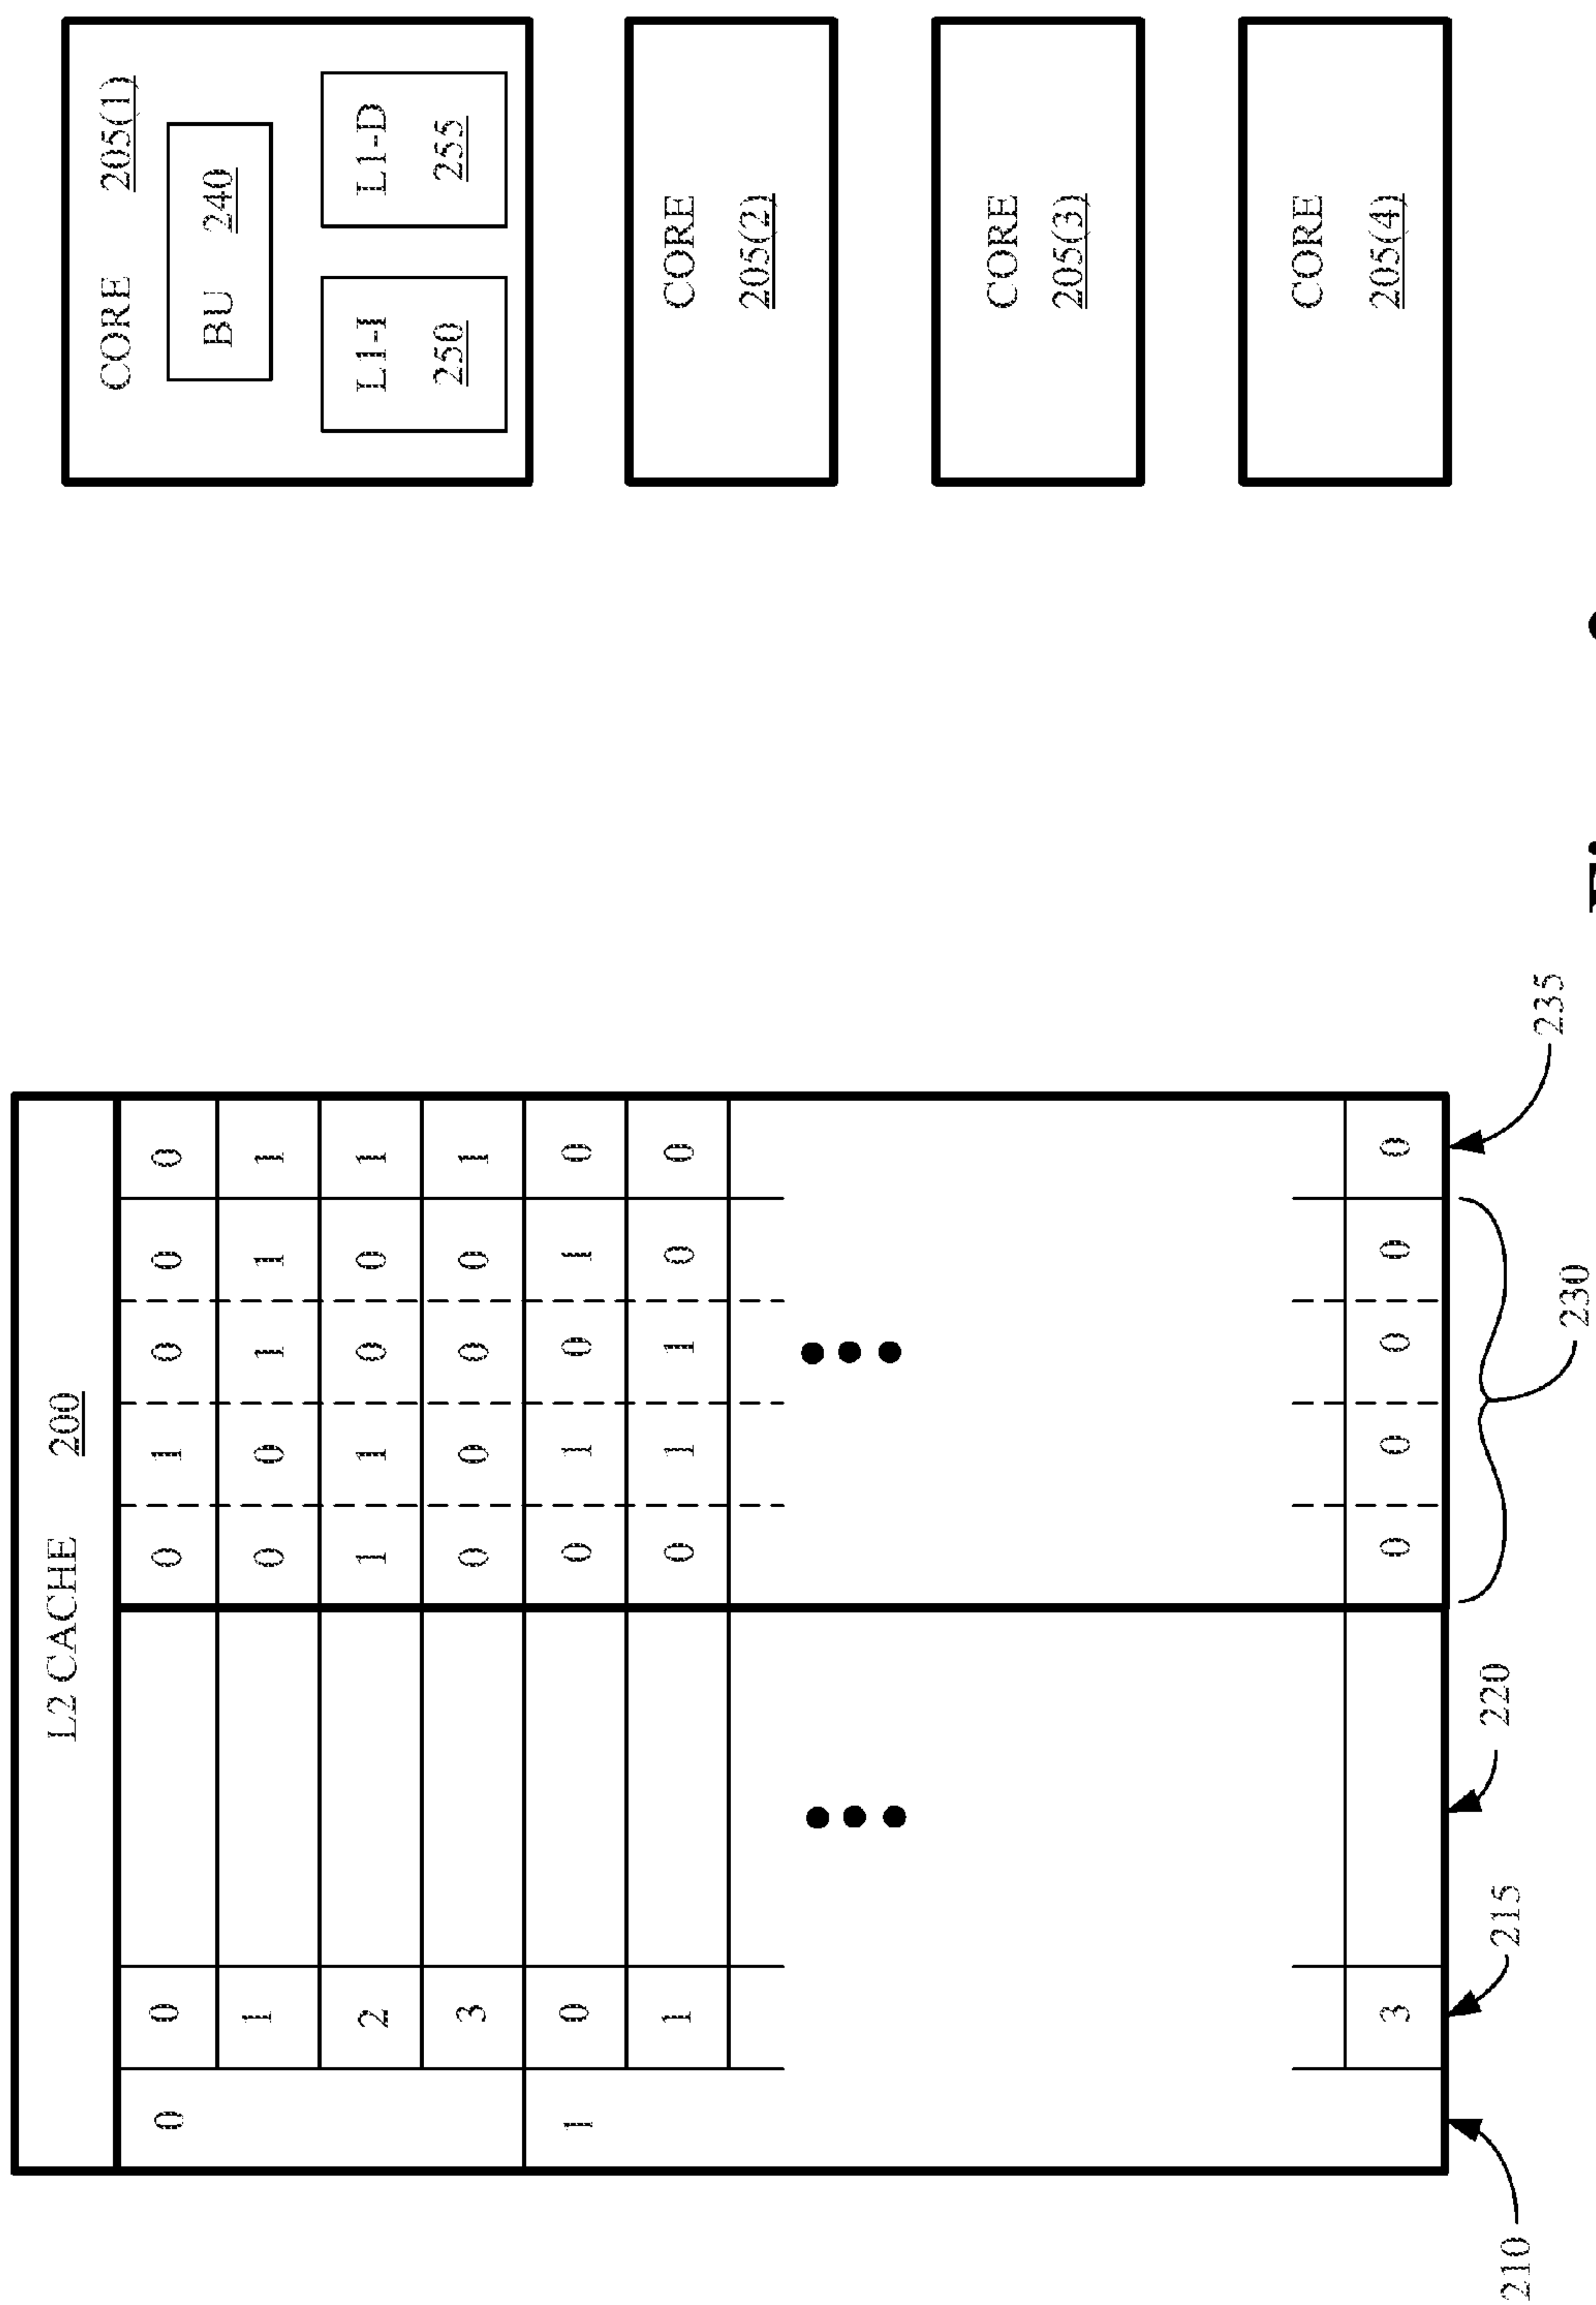 L2 CACHE 200
0 0 0 1 0 0 0
1 0 0 1 1 1
2 1 1 0 0 1
3 0 0 0 0 1
1 0 0 1 0 1 0
1 0 1 1 0 0
3 0 0 0 0 0
210
215
220
230
235
CORE 205(1)
BU 240
L1-I
250
L1-D
255
CORE
205(2)
CORE
205(3)
CORE
205(4)